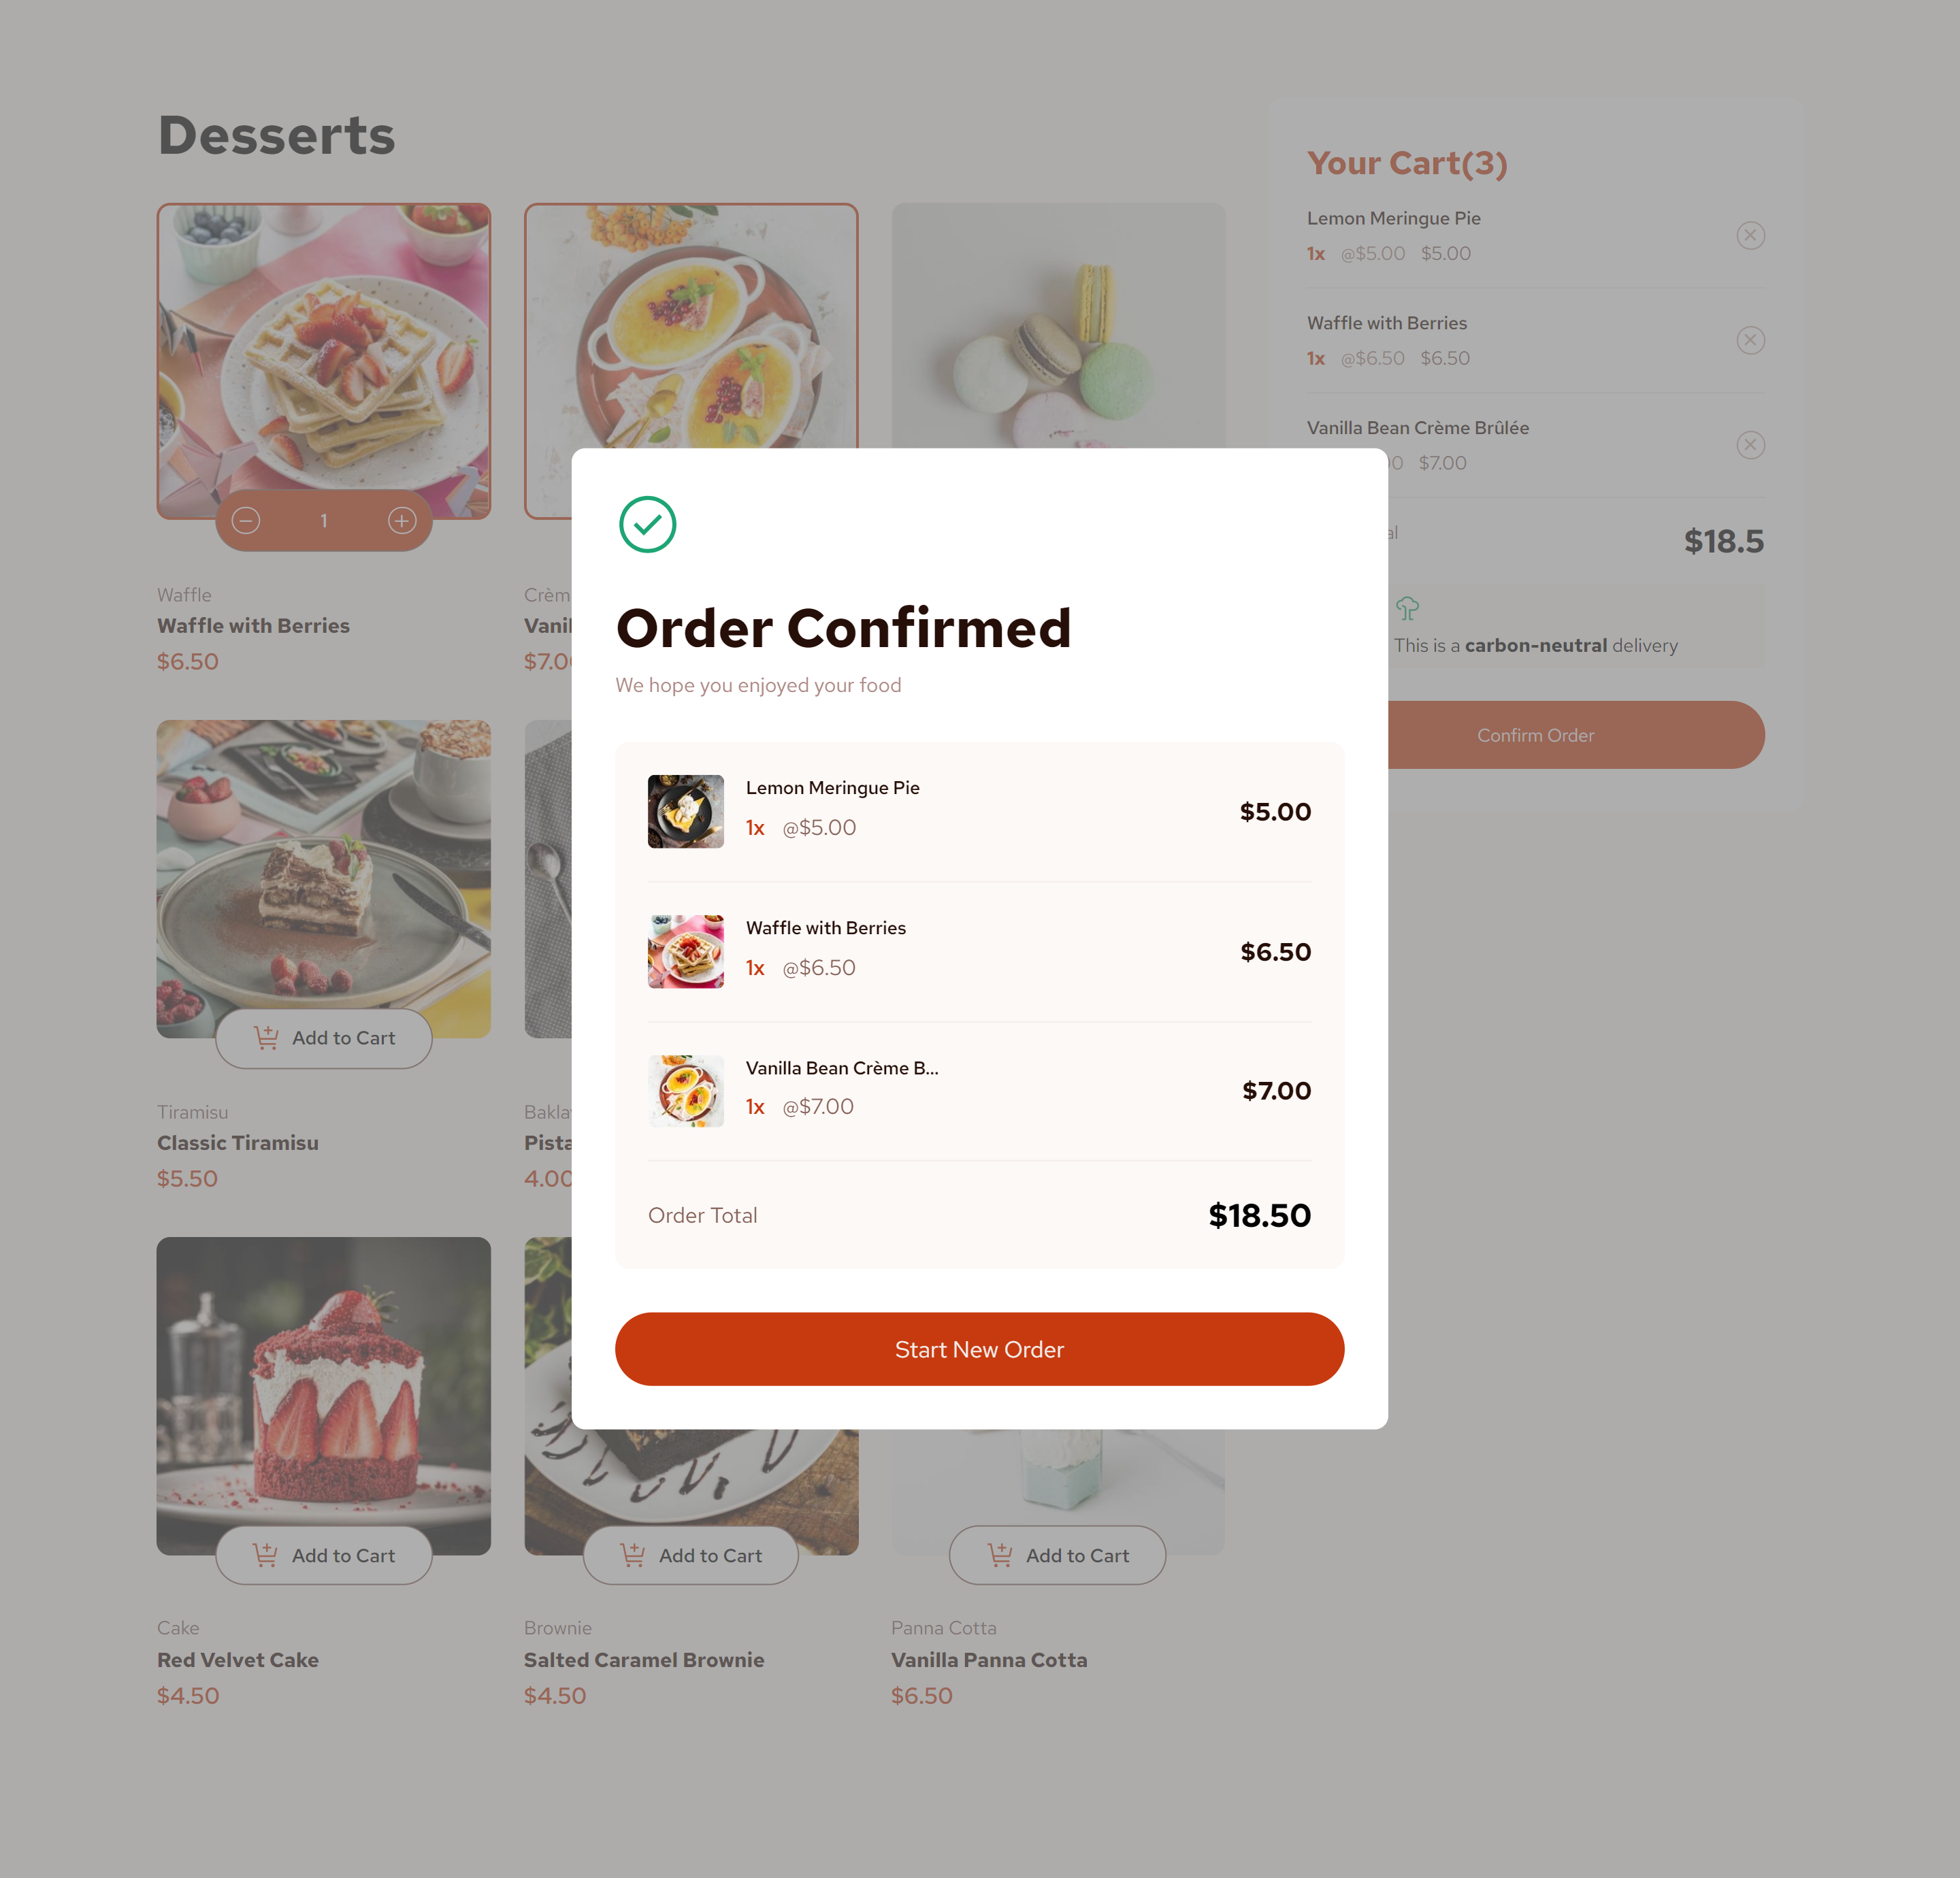 Desserts
1
Waffle
Waffle with Berries
$6.50
$7.0
Add to Cart
Tiramisu
Classic Tiramisu
$5.50
4.00
Add to Cart
Cake
Red Velvet Cake
$4.50
Add to Cart
Brownie
Salted Caramel Brownie
$4.50
Add to Cart
Panna Cotta
Vanilla Panna Cotta
$6.50
Your Cart(3)
Lemon Meringue Pie
1x @$5.00 $5.00
Waffle with Berries
1x @$6.50 $6.50
Vanilla Bean Crème Brûlée
$7.00
$18.5
This is a carbon-neutral delivery
Confirm Order
Order Confirmed
We hope you enjoyed your food
Lemon Meringue Pie
1x @$5.00
$5.00
Waffle with Berries
1x @$6.50
$6.50
Vanilla Bean Crème B...
1x @$7.00
$7.00
Order Total $18.50
Start New Order